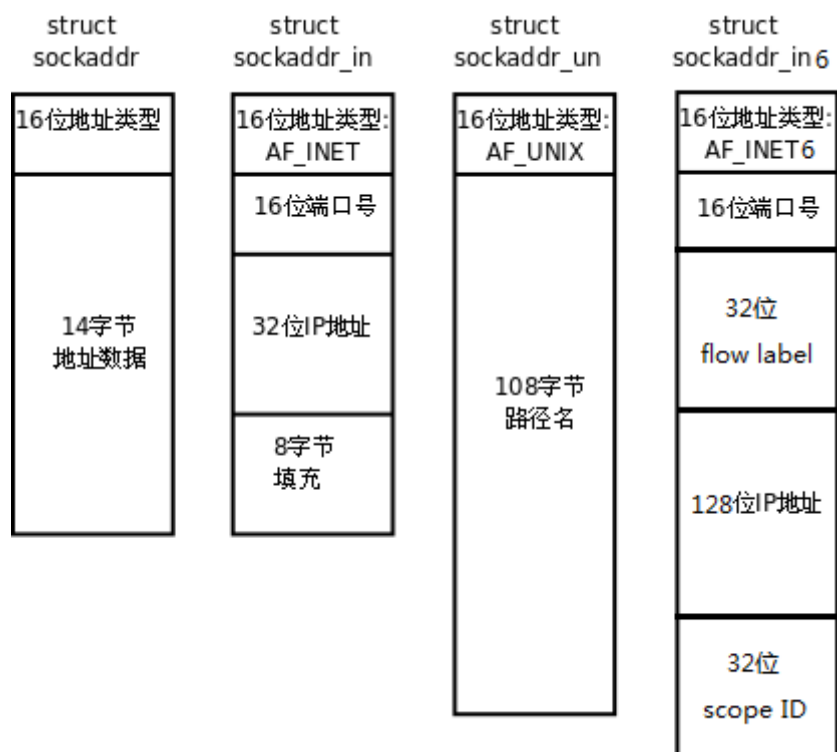 struct
sockaddr
16位地址类型
14字节
地址数据
struct
sockaddr_in
16位地址类型:
AF_INET
16位端口号
32位IP地址
8字节
填充
struct
sockaddr_un
16位地址类型:
AF_UNIX
108字节
路径名
struct
sockaddr_in6
16位地址类型:
AF_INET6
16位端口号
32位
flow label
128位IP地址
32位
scope ID